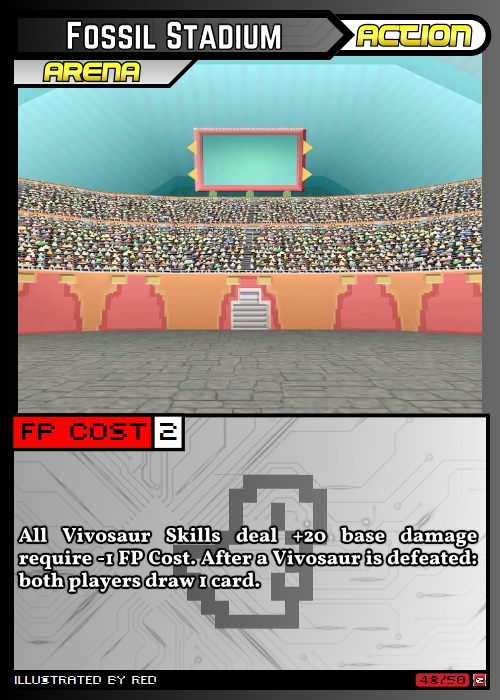 FOSSIL STADIUM
ACTION
ARENA
FP COST 2
All Vivosaur Skills deal +20 base damage
require -1 FP Cost. After a Vivosaur is defeated:
both players draw 1 card.
ILLUSTRATED BY RED
48/50